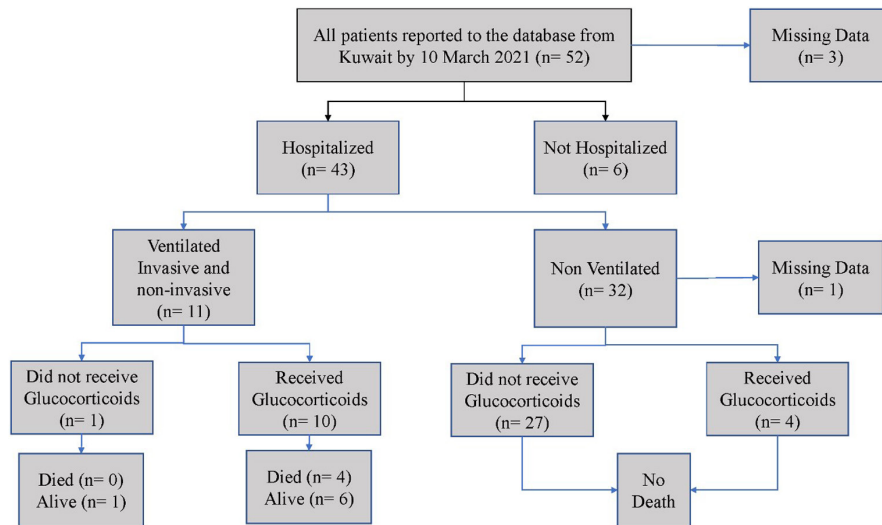 All patients reported to the database from
Kuwait by 10 March 2021 (n= 52)
Missing Data
(n= 3)
Hospitalized
(n= 43)
Not Hospitalized
(n= 6)
Ventilated
Invasive and
non-invasive
(n= 11)
Non Ventilated
(n= 32)
Missing Data
(n= 1)
Did not receive
Glucocorticoids
(n= 1)
Received
Glucocorticoids
(n= 10)
Did not receive
Glucocorticoids
(n= 27)
Received
Glucocorticoids
(n= 4)
Died (n= 0)
Alive (n= 1)
Died (n= 4)
Alive (n= 6)
No
Death